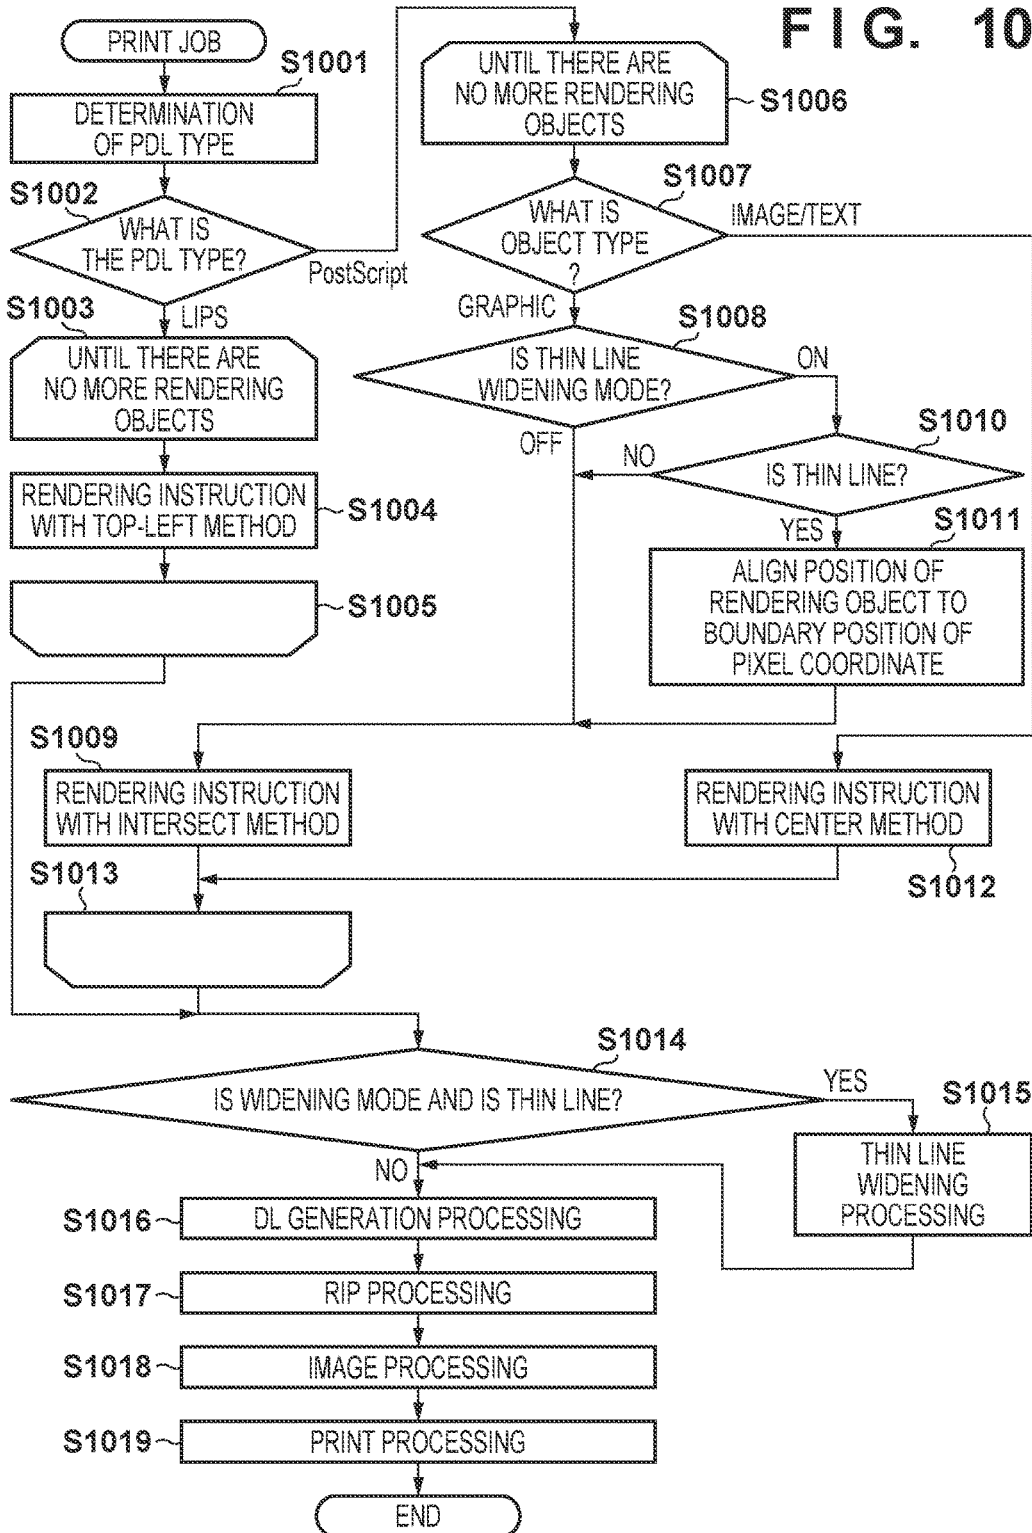 FIG. 10
PRINT JOB
S1001
DETERMINATION
OF PDL TYPE
S1002
WHAT IS
THE PDL TYPE?
PostScript
LIPS
S1003
UNTIL THERE ARE
NO MORE RENDERING
OBJECTS
RENDERING INSTRUCTION
WITH TOP-LEFT METHOD
S1004
S1005
UNTIL THERE ARE
NO MORE RENDERING
OBJECTS
S1006
S1007
WHAT IS
OBJECT TYPE
?
IMAGE/TEXT
GRAPHIC
S1008
IS THIN LINE
WIDENING MODE?
ON
OFF
S1010
NO
IS THIN LINE?
YES
S1011
ALIGN POSITION OF
RENDERING OBJECT TO
BOUNDARY POSITION OF
PIXEL COORDINATE
S1009
RENDERING INSTRUCTION
WITH INTERSECT METHOD
RENDERING INSTRUCTION
WITH CENTER METHOD
S1012
S1013
S1014
IS WIDENING MODE AND IS THIN LINE?
YES
S1015
THIN LINE
WIDENING
PROCESSING
NO
S1016
DL GENERATION PROCESSING
S1017
RIP PROCESSING
S1018
IMAGE PROCESSING
S1019
PRINT PROCESSING
END